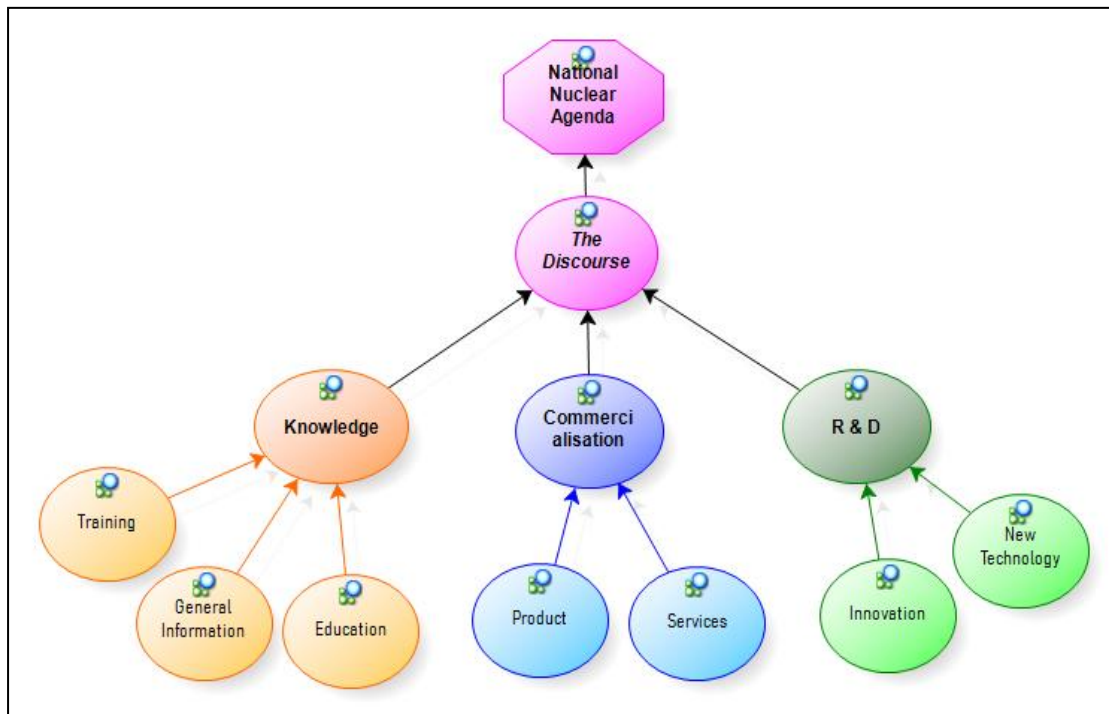 National
Nuclear
Agenda
The
Discourse
Knowledge
Commerci
alisation
R & D
Training
General
Information
Education
Product
Services
Innovation
New
Technology